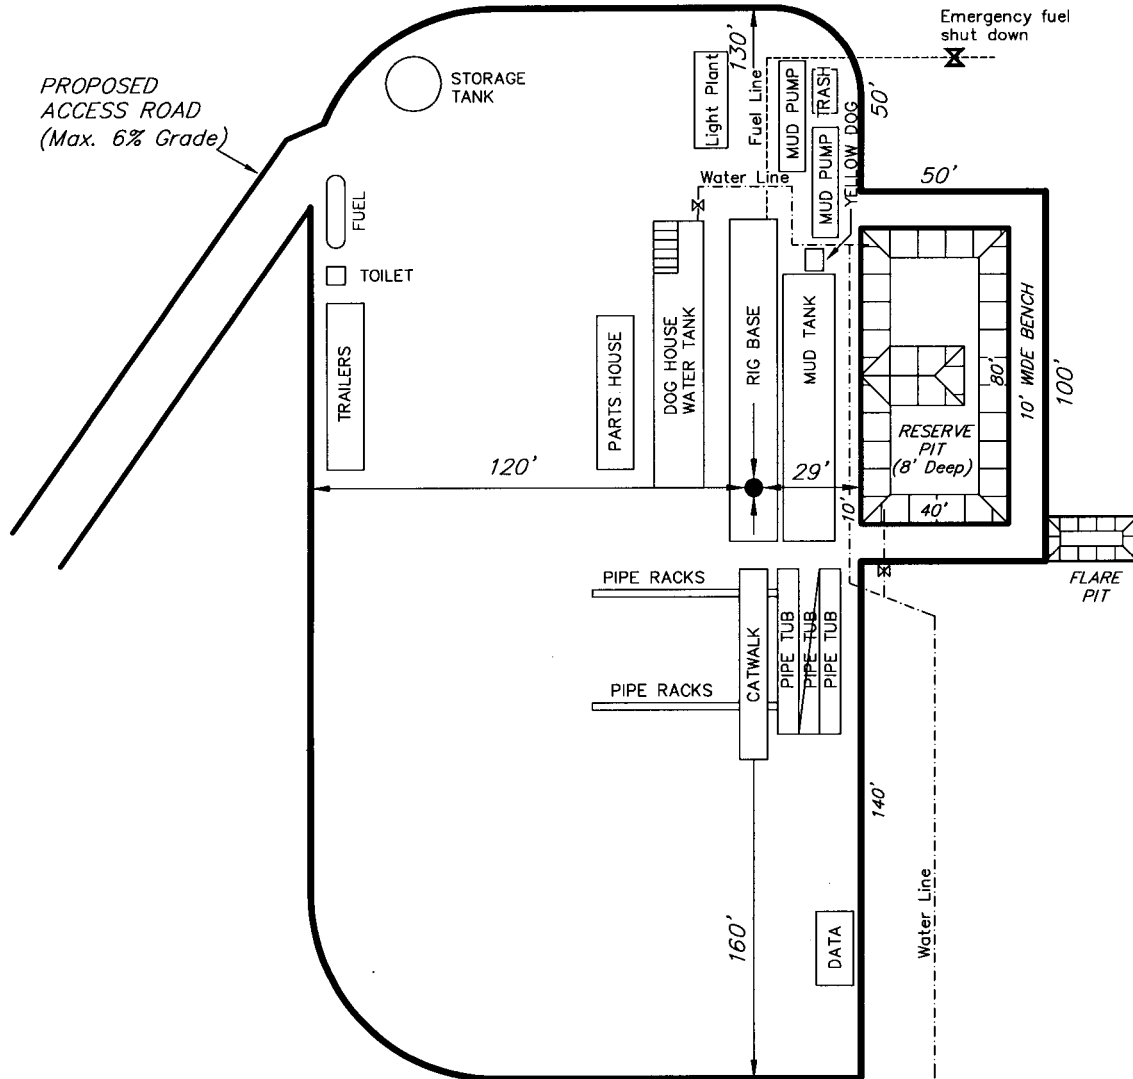 Emergency fuel
shut down
PROPOSED
ACCESS ROAD
(Max. 6% Grade)
STORAGE
TANK
Light Plant
130'
Fuel Line
MUD PUMP
TRASH
50'
MUD PUMP
YELLOW DOG
Water Line
50'
FUEL
TOILET
TRAILERS
PARTS HOUSE
DOG HOUSE
WATER TANK
RIG BASE
MUD TANK
80'
10' WIDE BENCH
100'
RESERVE
PIT
(8' Deep)
120'
29'
10'
40'
FLARE
PIT
PIPE RACKS
CATWALK
PIPE TUB
PIPE TUB
PIPE TUB
PIPE RACKS
140'
160'
DATA
Water Line